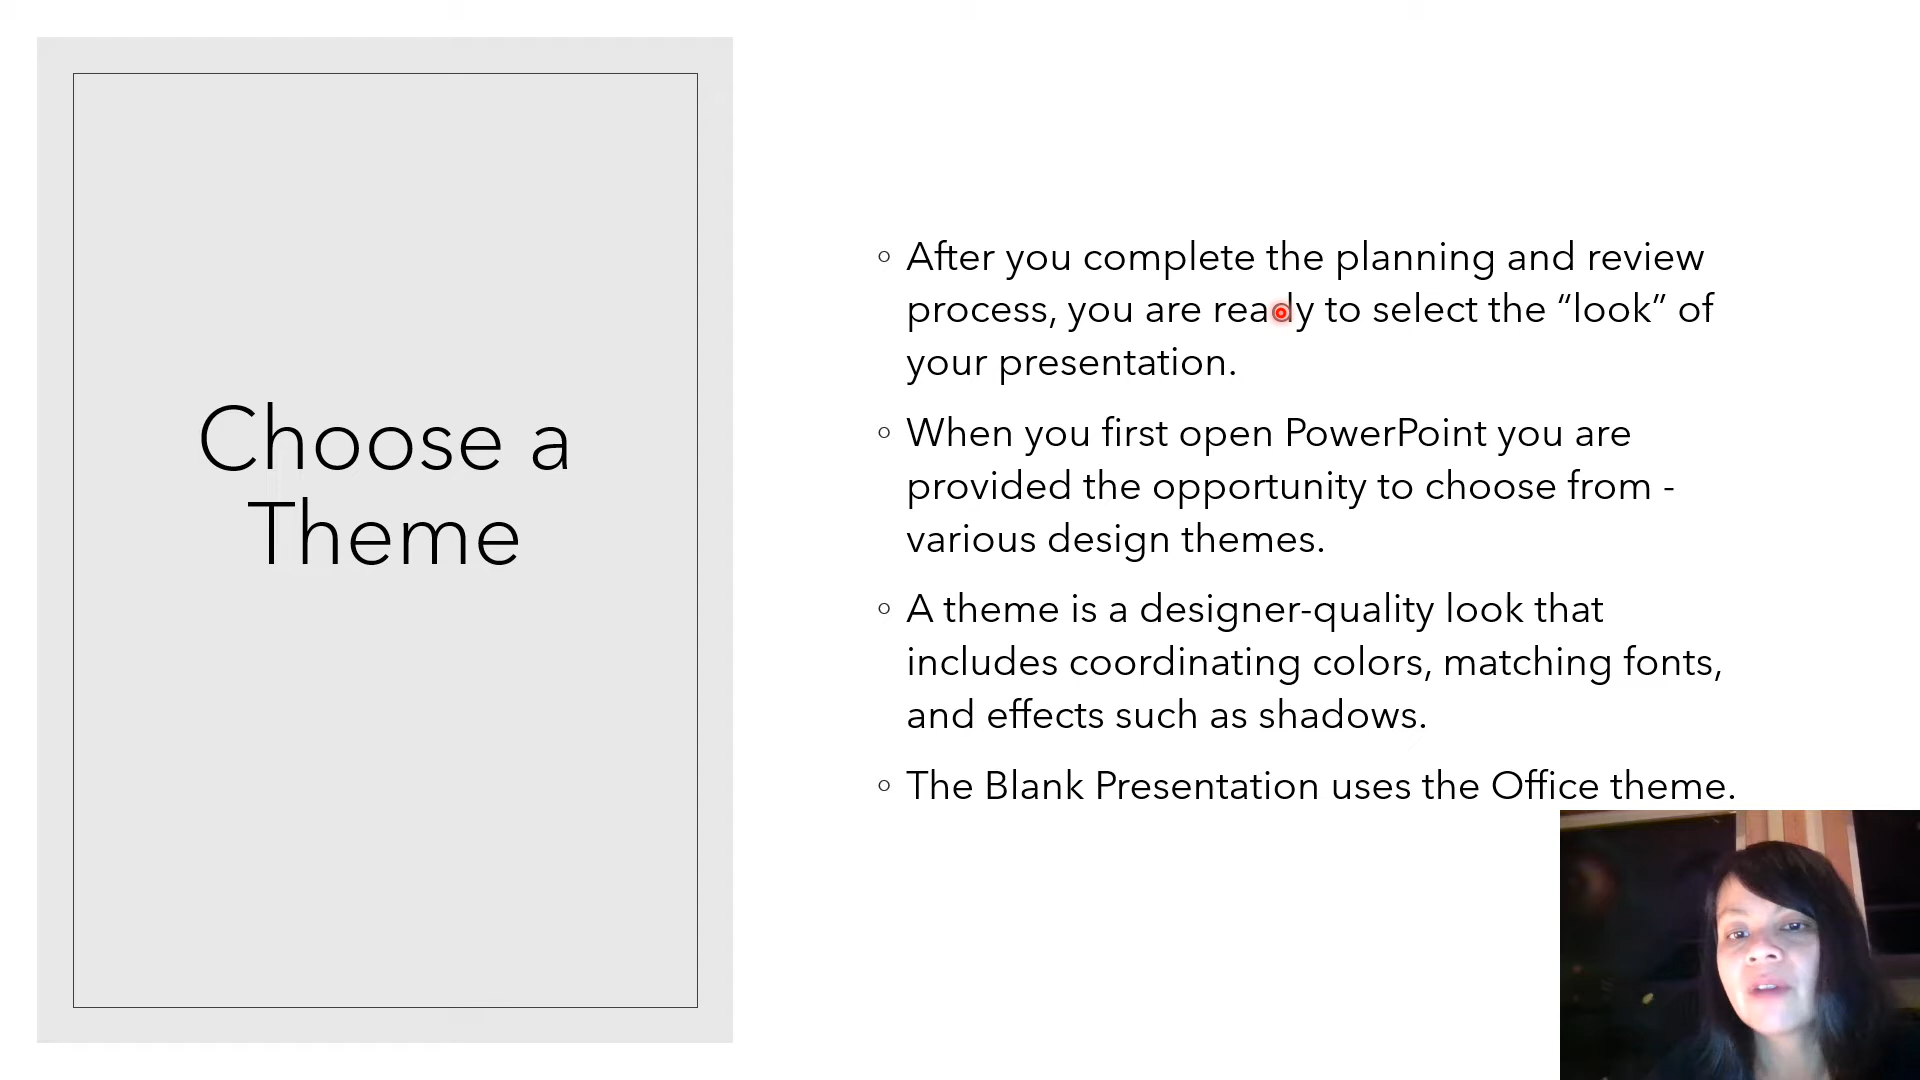 Choose a
Theme
◦ After you complete the planning and review
process, you are ready to select the “look” of
your presentation.
◦ When you first open PowerPoint you are
provided the opportunity to choose from -
various design themes.
◦ A theme is a designer-quality look that
includes coordinating colors, matching fonts,
and effects such as shadows.
◦ The Blank Presentation uses the Office theme.